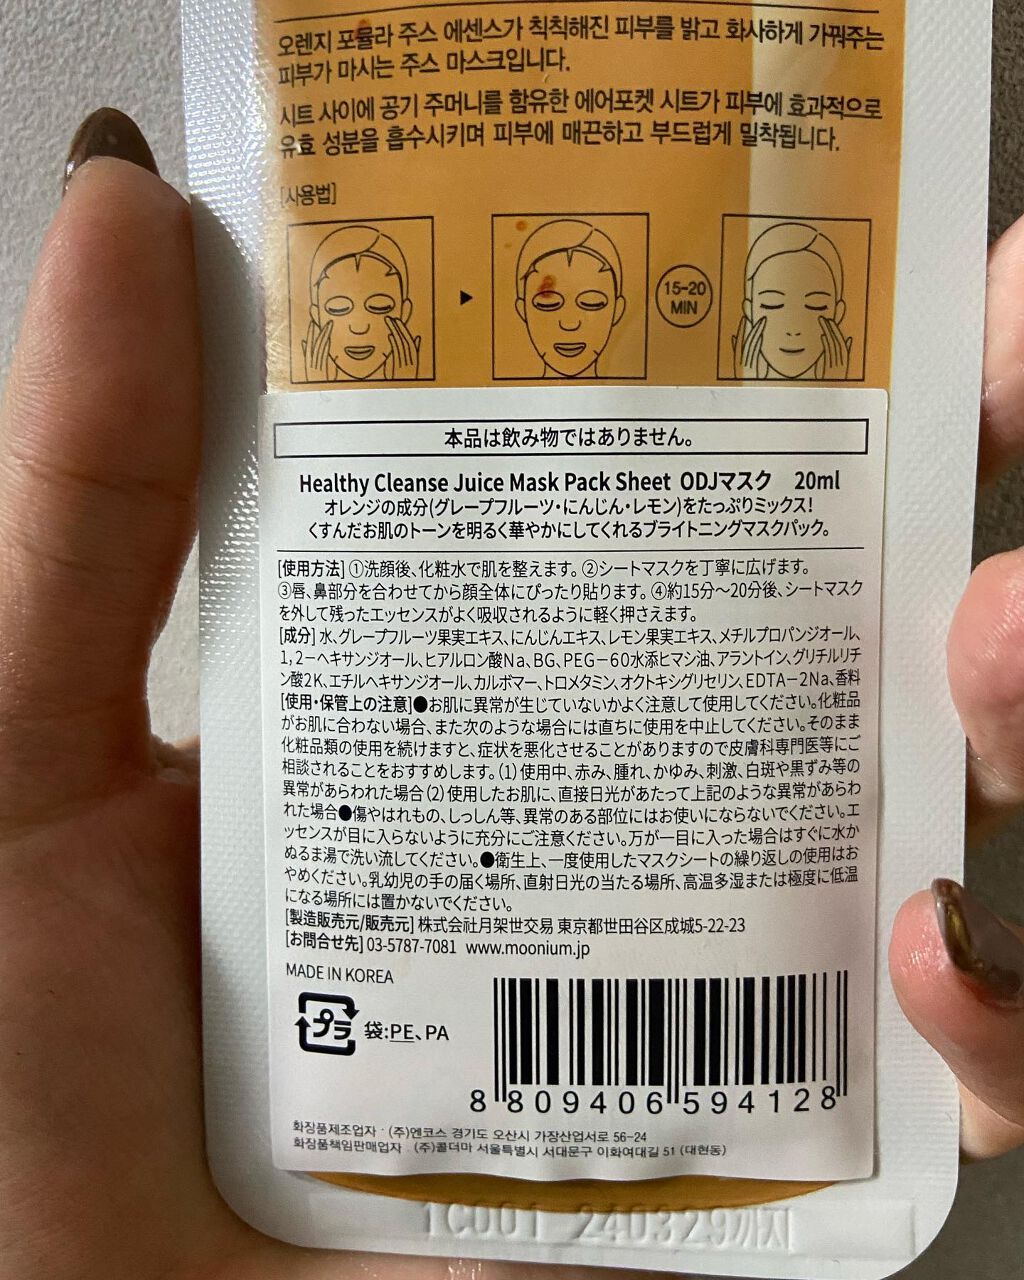 오렌지 포뮬라 주스 에센스가 칙칙해진 피부를 밝고 화사하게 가꿔주는
피부가 마시는 주스 마스크입니다.
시트 사이에 공기 주머니를 함유한 에어포켓 시트가 피부에 효과적으로
유효 성분을 흡수시키며 피부에 매끈하고 부드럽게 밀착됩니다.
[사용법]
15-20
MIN
本品は飲み物ではありません。
Healthy Cleanse Juice Mask Pack Sheet ODJマスク 20ml
オレンジの成分(グレープフルーツ・にんじん・レモン)をたっぷりミックス!
くすんだお肌のトーンを明るく華やかにしてくれるブライトニングマスクパック。
[使用方法]①洗顔後、化粧水で肌を整えます。②シートマスクを丁寧に広げます。
③唇、鼻部分を合わせてから顔全体にぴったり貼ります。④約15分〜20分後、シートマスク
を外して残ったエッセンスがよく吸収されるように軽く押さえます。
[成分]水、グレープフルーツ果実エキス、にんじんエキス、レモン果実エキス、メチルプロパンジオール、
1,2-ヘキサンジオール、ヒアルロン酸Na、BG、PEG-60水添ヒマシ油、アラントイン、グリチルリチ
ン酸2K、エチルヘキサンジオール、カルボマー、トロメタミン、オクトキシグリセリン、EDTA-2Na、香料
[使用・保管上の注意]●お肌に異常が生じていないかよく注意して使用してください。化粧品
がお肌に合わない場合、また次のような場合には直ちに使用を中止してください。そのまま
化粧品類の使用を続けますと、症状を悪化させることがありますので皮膚科専門医等にご
相談されることをおすすめします。(1)使用中、赤み、腫れ、かゆみ、刺激、白斑や黒ずみ等の
異常があらわれた場合(2)使用したお肌に、直接日光があたって上記のような異常があらわ
れた場合●傷やはれもの、しっしん等、異常のある部位にはお使いにならないでください。エ
ッセンスが目に入らないように充分にご注意ください。万が一目に入った場合はすぐに水か
ぬるま湯で洗い流してください。●衛生上、一度使用したマスクシートの繰り返しの使用はお
やめください。乳幼児の手の届く場所、直射日光の当たる場所、高温多湿または極度に低温
になる場所には置かないでください。
[製造販売元/販売元]株式会社月架世交易 東京都世田谷区成城5-22-23
[お問合せ先]03-5787-7081 www.moonium.jp
MADE IN KOREA
プラ 袋:PE、PA
8 809406 594128
화장품제조업자 : (주)엔코스 경기도 오산시 가장산업서로 56-24
화장품책임판매업자 : (주)콜더마 서울특별시 서대문구 이화여대길 51 (대현동)
1C001 240329까지